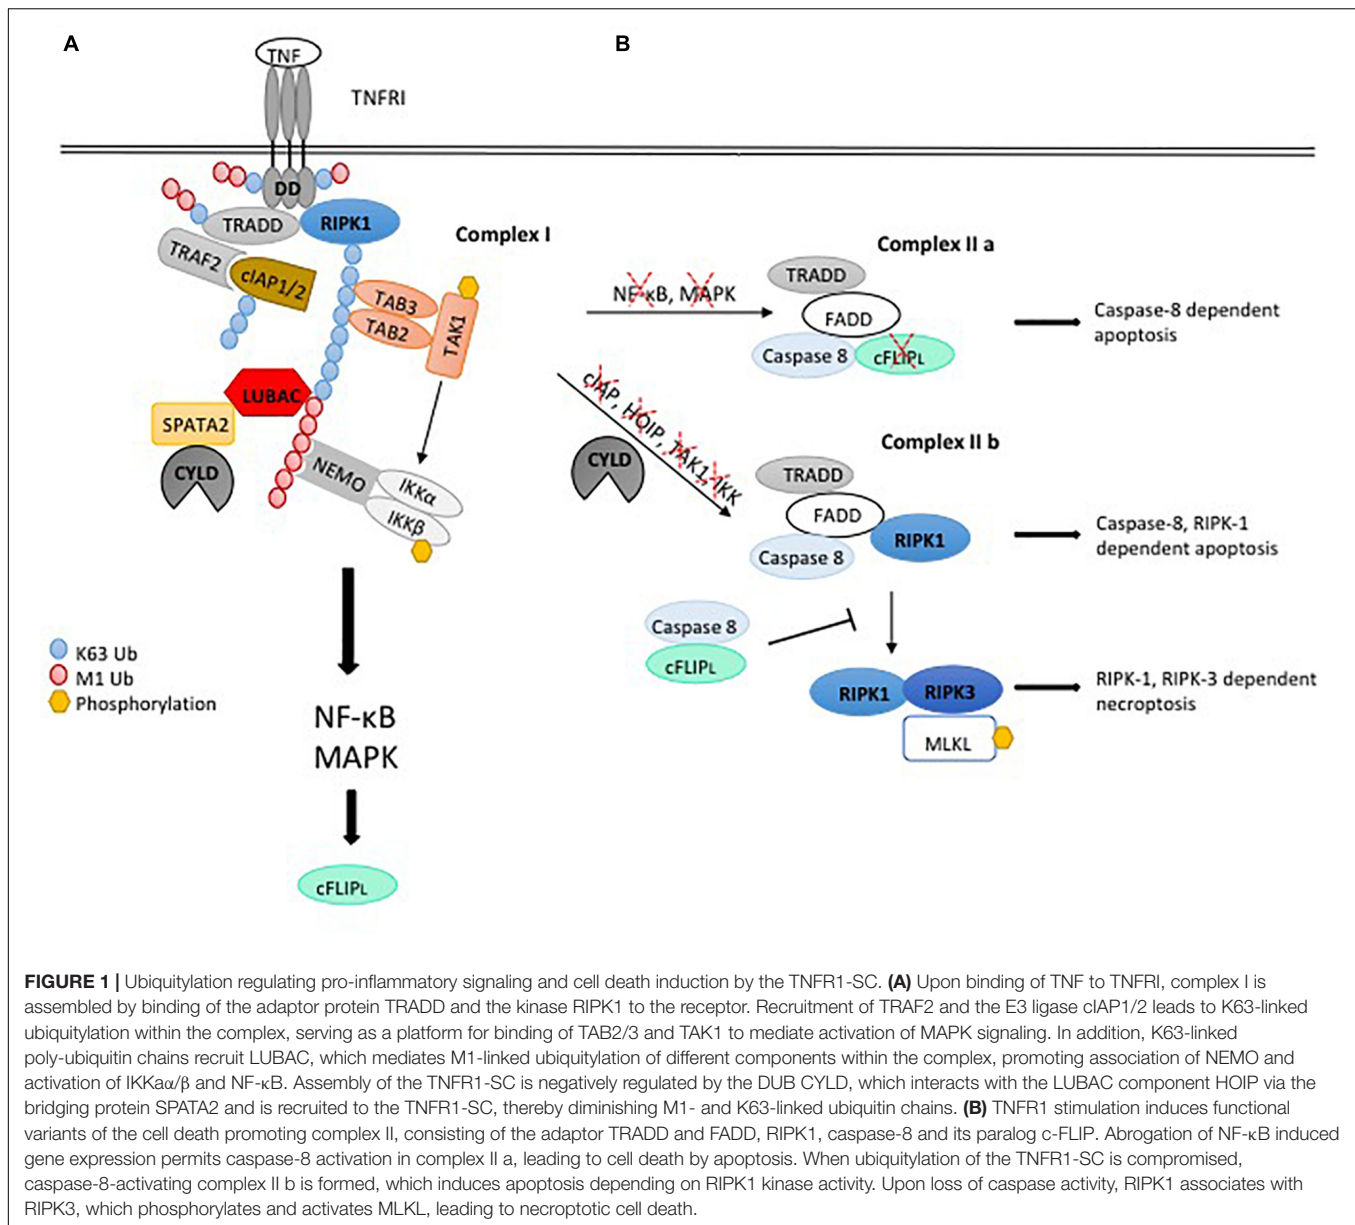 A
TNF
TNFRI
DD
TRADD
RIPK1
TRAF2
cIAP1/2
Complex I
TAB3
TAB2
TAK1
LUBAC
SPATA2
CYLD
NEMO
IKKα
IKKβ
K63 Ub
M1 Ub
Phosphorylation
NF-κB
MAPK
cFLIPL
B
Complex II a
NF-κB, MAPK
TRADD
FADD
Caspase 8
cFLIPL
Caspase-8 dependent
apoptosis
cIAP, HOIP, TAK1, IKK
CYLD
Complex II b
TRADD
FADD
Caspase 8
RIPK1
Caspase-8, RIPK-1
dependent apoptosis
Caspase 8
cFLIPL
RIPK1
RIPK3
MLKL
RIPK-1, RIPK-3 dependent
necroptosis
FIGURE 1 | Ubiquitylation regulating pro-inflammatory signaling and cell death induction by the TNFR1-SC. (A) Upon binding of TNF to TNFRI, complex I is
assembled by binding of the adaptor protein TRADD and the kinase RIPK1 to the receptor. Recruitment of TRAF2 and the E3 ligase cIAP1/2 leads to K63-linked
ubiquitylation within the complex, serving as a platform for binding of TAB2/3 and TAK1 to mediate activation of MAPK signaling. In addition, K63-linked
poly-ubiquitin chains recruit LUBAC, which mediates M1-linked ubiquitylation of different components within the complex, promoting association of NEMO and
activation of IKKaα/β and NF-κB. Assembly of the TNFR1-SC is negatively regulated by the DUB CYLD, which interacts with the LUBAC component HOIP via the
bridging protein SPATA2 and is recruited to the TNFR1-SC, thereby diminishing M1- and K63-linked ubiquitin chains. (B) TNFR1 stimulation induces functional
variants of the cell death promoting complex II, consisting of the adaptor TRADD and FADD, RIPK1, caspase-8 and its paralog c-FLIP. Abrogation of NF-κB induced
gene expression permits caspase-8 activation in complex II a, leading to cell death by apoptosis. When ubiquitylation of the TNFR1-SC is compromised,
caspase-8-activating complex II b is formed, which induces apoptosis depending on RIPK1 kinase activity. Upon loss of caspase activity, RIPK1 associates with
RIPK3, which phosphorylates and activates MLKL, leading to necroptotic cell death.